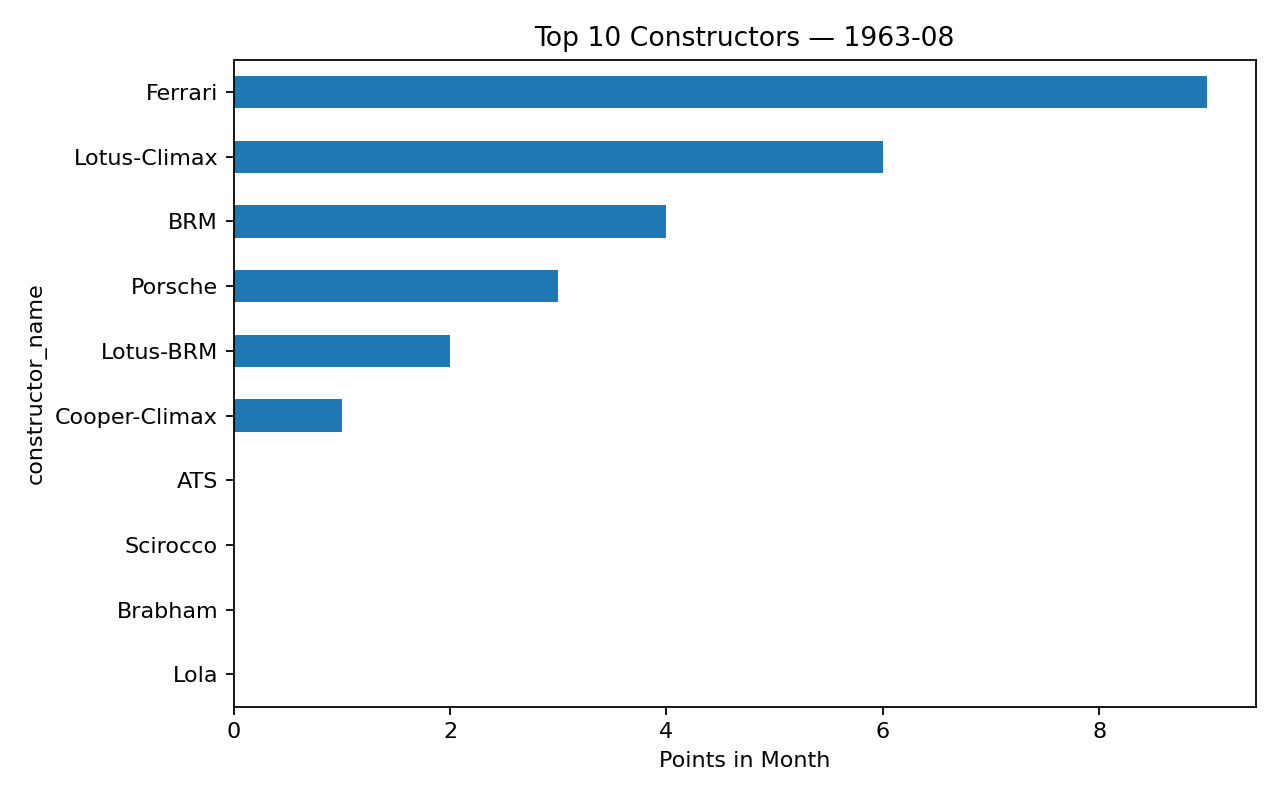 Top 10 Constructors — 1963-08
constructor_name
Ferrari
Lotus-Climax
BRM
Porsche
Lotus-BRM
Cooper-Climax
ATS
Scirocco
Brabham
Lola
0 2 4 6 8
Points in Month